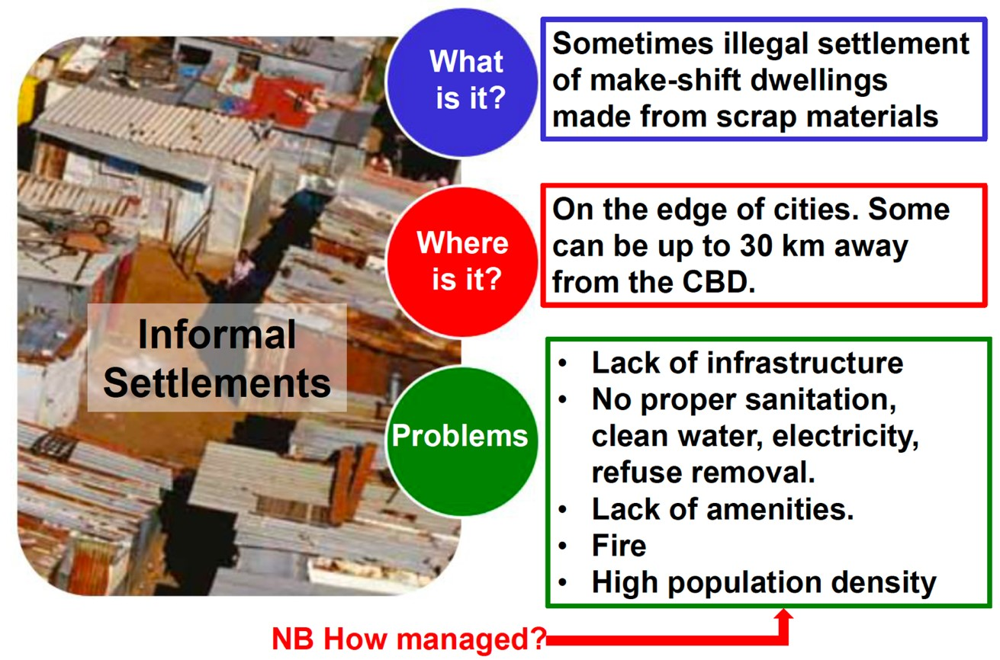 What
is it?
Sometimes illegal settlement
of make-shift dwellings
made from scrap materials
Where
is it?
On the edge of cities. Some
can be up to 30 km away
from the CBD.
Informal
Settlements
Problems
• Lack of infrastructure
• No proper sanitation,
clean water, electricity,
refuse removal.
• Lack of amenities.
• Fire
• High population density
NB How managed?